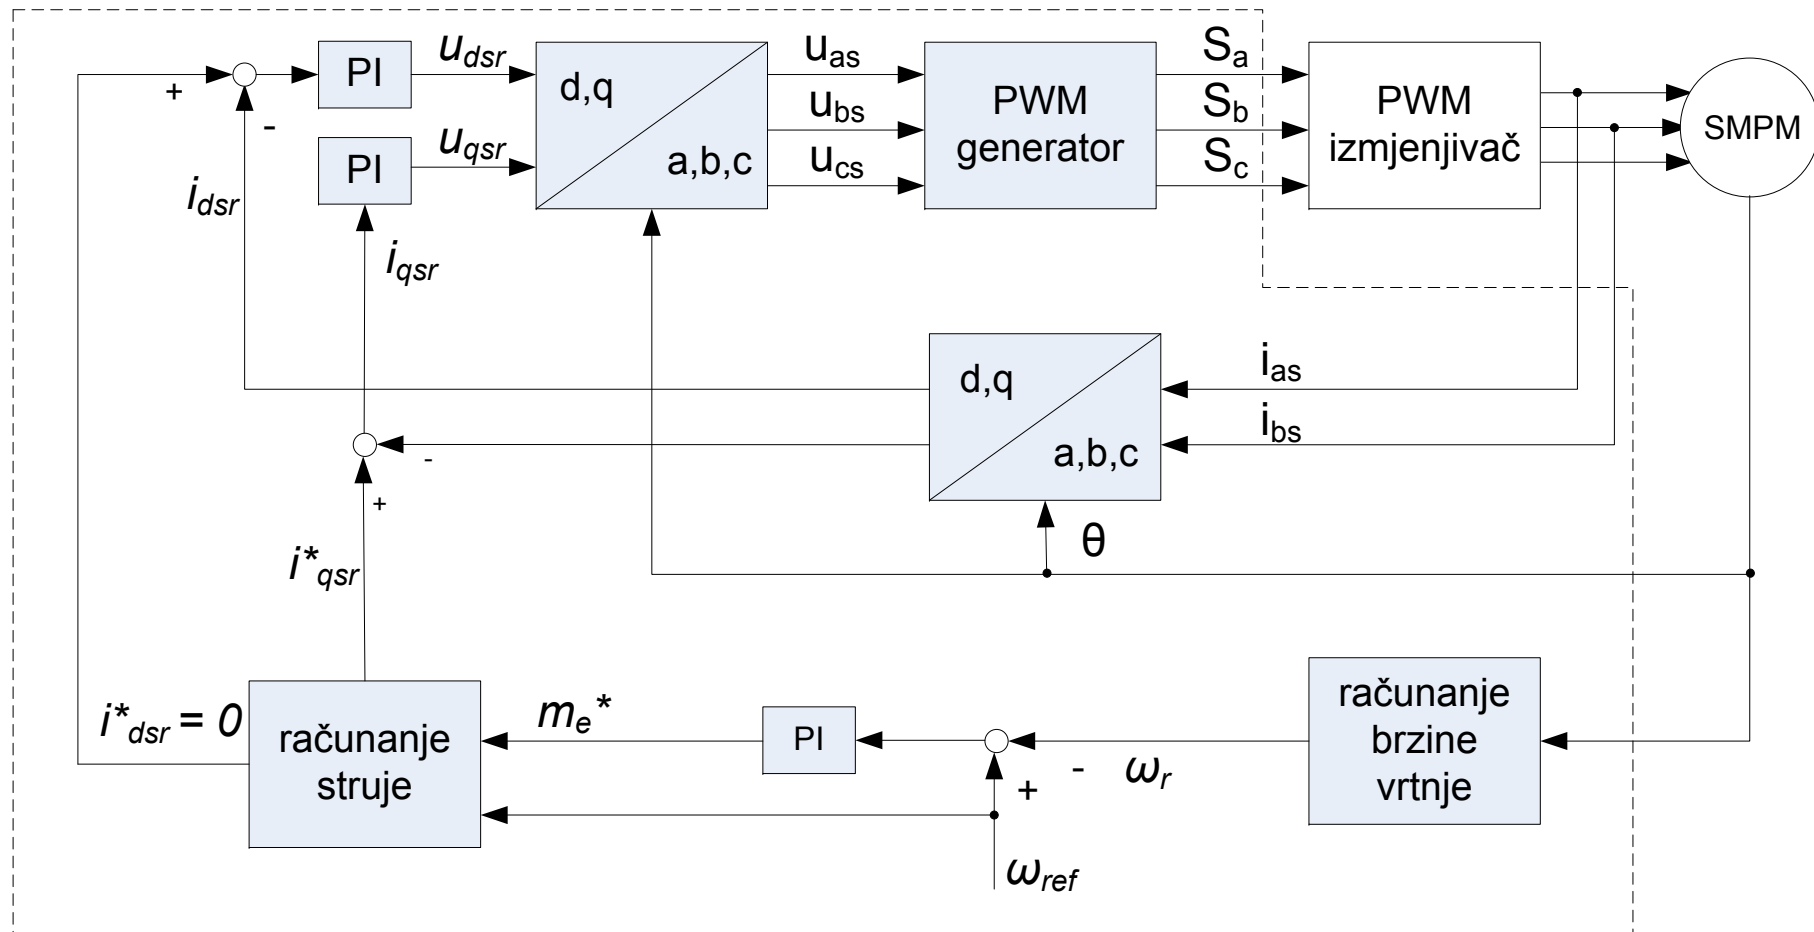 PI
u_dsr
d,q
a,b,c
u_as
u_bs
u_cs
PWM
generator
S_a
S_b
S_c
PWM
izmjenjivač
SMPM
+
-
PI
u_qsr
i_dsr
i_qsr
d,q
a,b,c
i_as
i_bs
-
+
θ
i*_qsr
i*_dsr = 0
računanje
struje
m_e*
PI
-
+
ω_r
ω_ref
računanje
brzine
vrtnje